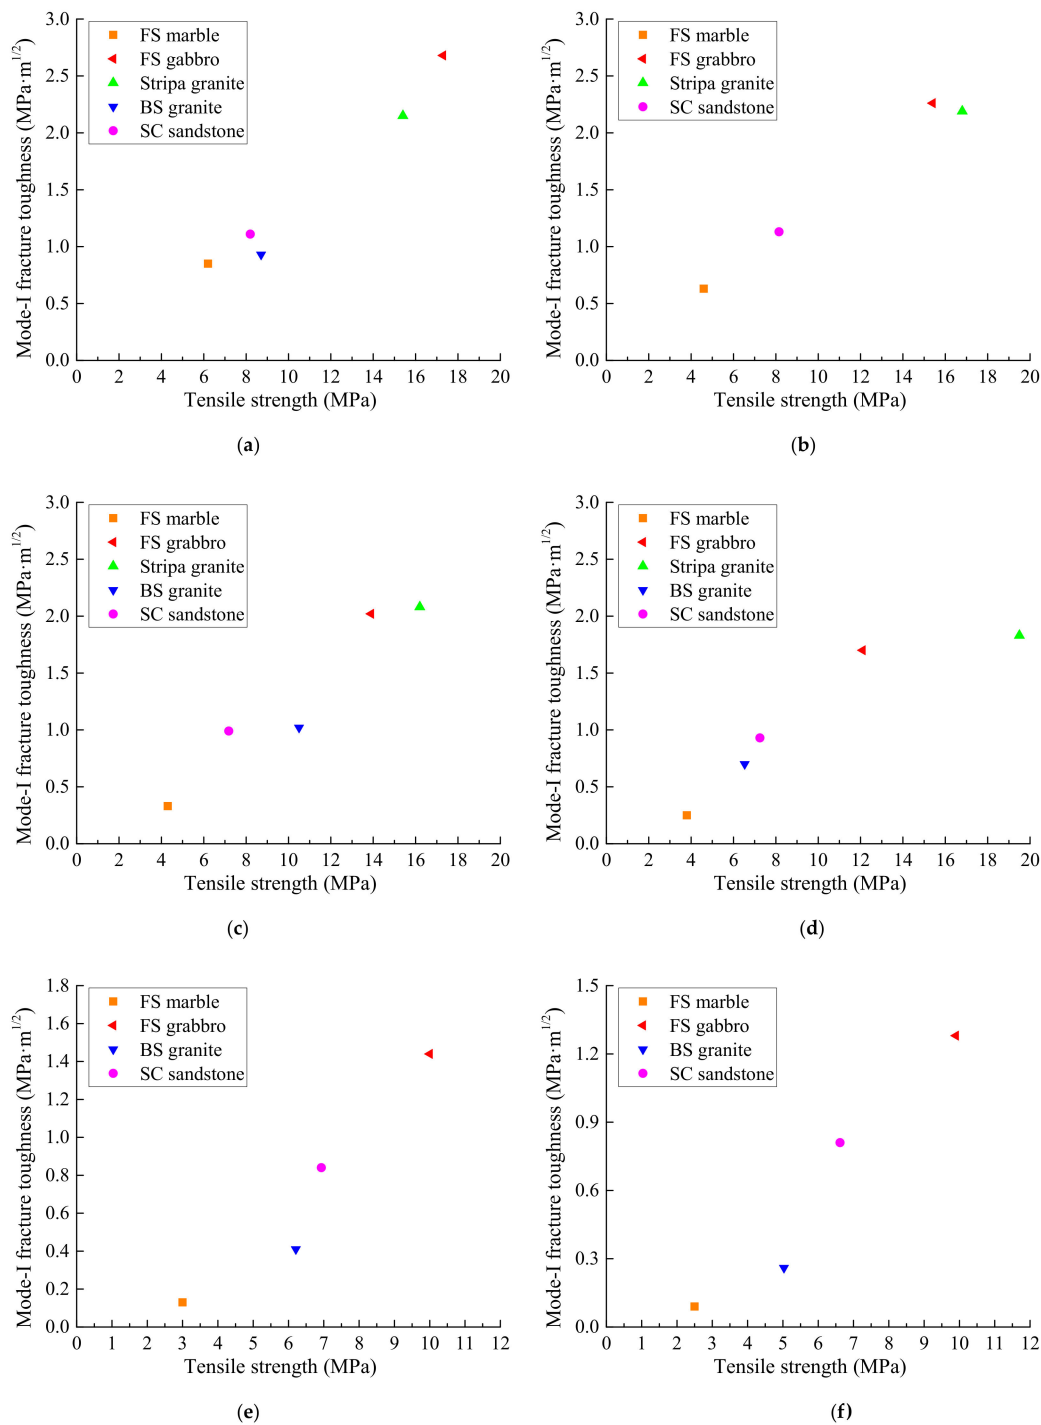 3.0
2.5
2.0
1.5
1.0
0.5
0.0
Mode-I fracture toughness (MPa·m1/2)
FS marble
FS gabbro
Stripa granite
BS granite
SC sandstone
0 2 4 6 8 10 12 14 16 18 20
Tensile strength (MPa)
(a)
3.0
2.5
2.0
1.5
1.0
0.5
0.0
Mode-I fracture toughness (MPa·m1/2)
FS marble
FS grabbro
Stripa granite
SC sandstone
0 2 4 6 8 10 12 14 16 18 20
Tensile strength (MPa)
(b)
3.0
2.5
2.0
1.5
1.0
0.5
0.0
Mode-I fracture toughness (MPa·m1/2)
FS marble
FS grabbro
Stripa granite
BS granite
SC sandstone
0 2 4 6 8 10 12 14 16 18 20
Tensile strength (MPa)
(c)
3.0
2.5
2.0
1.5
1.0
0.5
0.0
Mode-I fracture toughness (MPa·m1/2)
FS marble
FS grabbro
Stripa granite
BS granite
SC sandstone
0 2 4 6 8 10 12 14 16 18 20
Tensile strength (MPa)
(d)
1.8
1.6
1.4
1.2
1.0
0.8
0.6
0.4
0.2
0.0
Mode-I fracture toughness (MPa·m1/2)
FS marble
FS grabbro
BS granite
SC sandstone
0 1 2 3 4 5 6 7 8 9 10 11 12
Tensile strength (MPa)
(e)
1.5
1.2
0.9
0.6
0.3
0.0
Mode-I fracture toughness (MPa·m1/2)
FS marble
FS gabbro
BS granite
SC sandstone
0 1 2 3 4 5 6 7 8 9 10 11 12
Tensile strength (MPa)
(f)